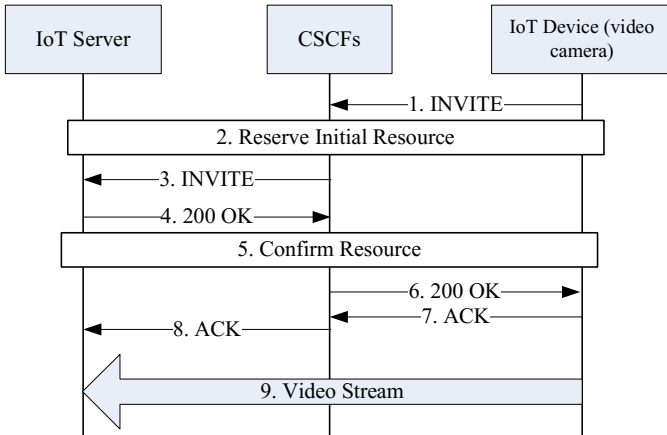 IoT Server
CSCFs
IoT Device (video
camera)
1. INVITE
2. Reserve Initial Resource
3. INVITE
4. 200 OK
5. Confirm Resource
6. 200 OK
7. ACK
8. ACK
9. Video Stream